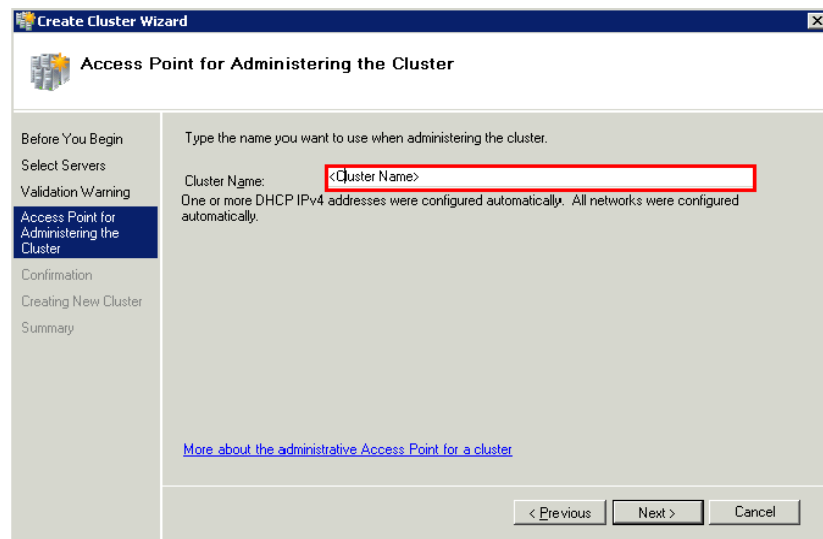 Create Cluster Wizard
Access Point for Administering the Cluster
Before You Begin
Select Servers
Validation Warning
Access Point for
Administering the
Cluster
Confirmation
Creating New Cluster
Summary
Type the name you want to use when administering the cluster.
Cluster Name:
<Cluster Name>
One or more DHCP IPv4 addresses were configured automatically. All networks were configured
automatically.
More about the administrative Access Point for a cluster
< Previous
Next >
Cancel